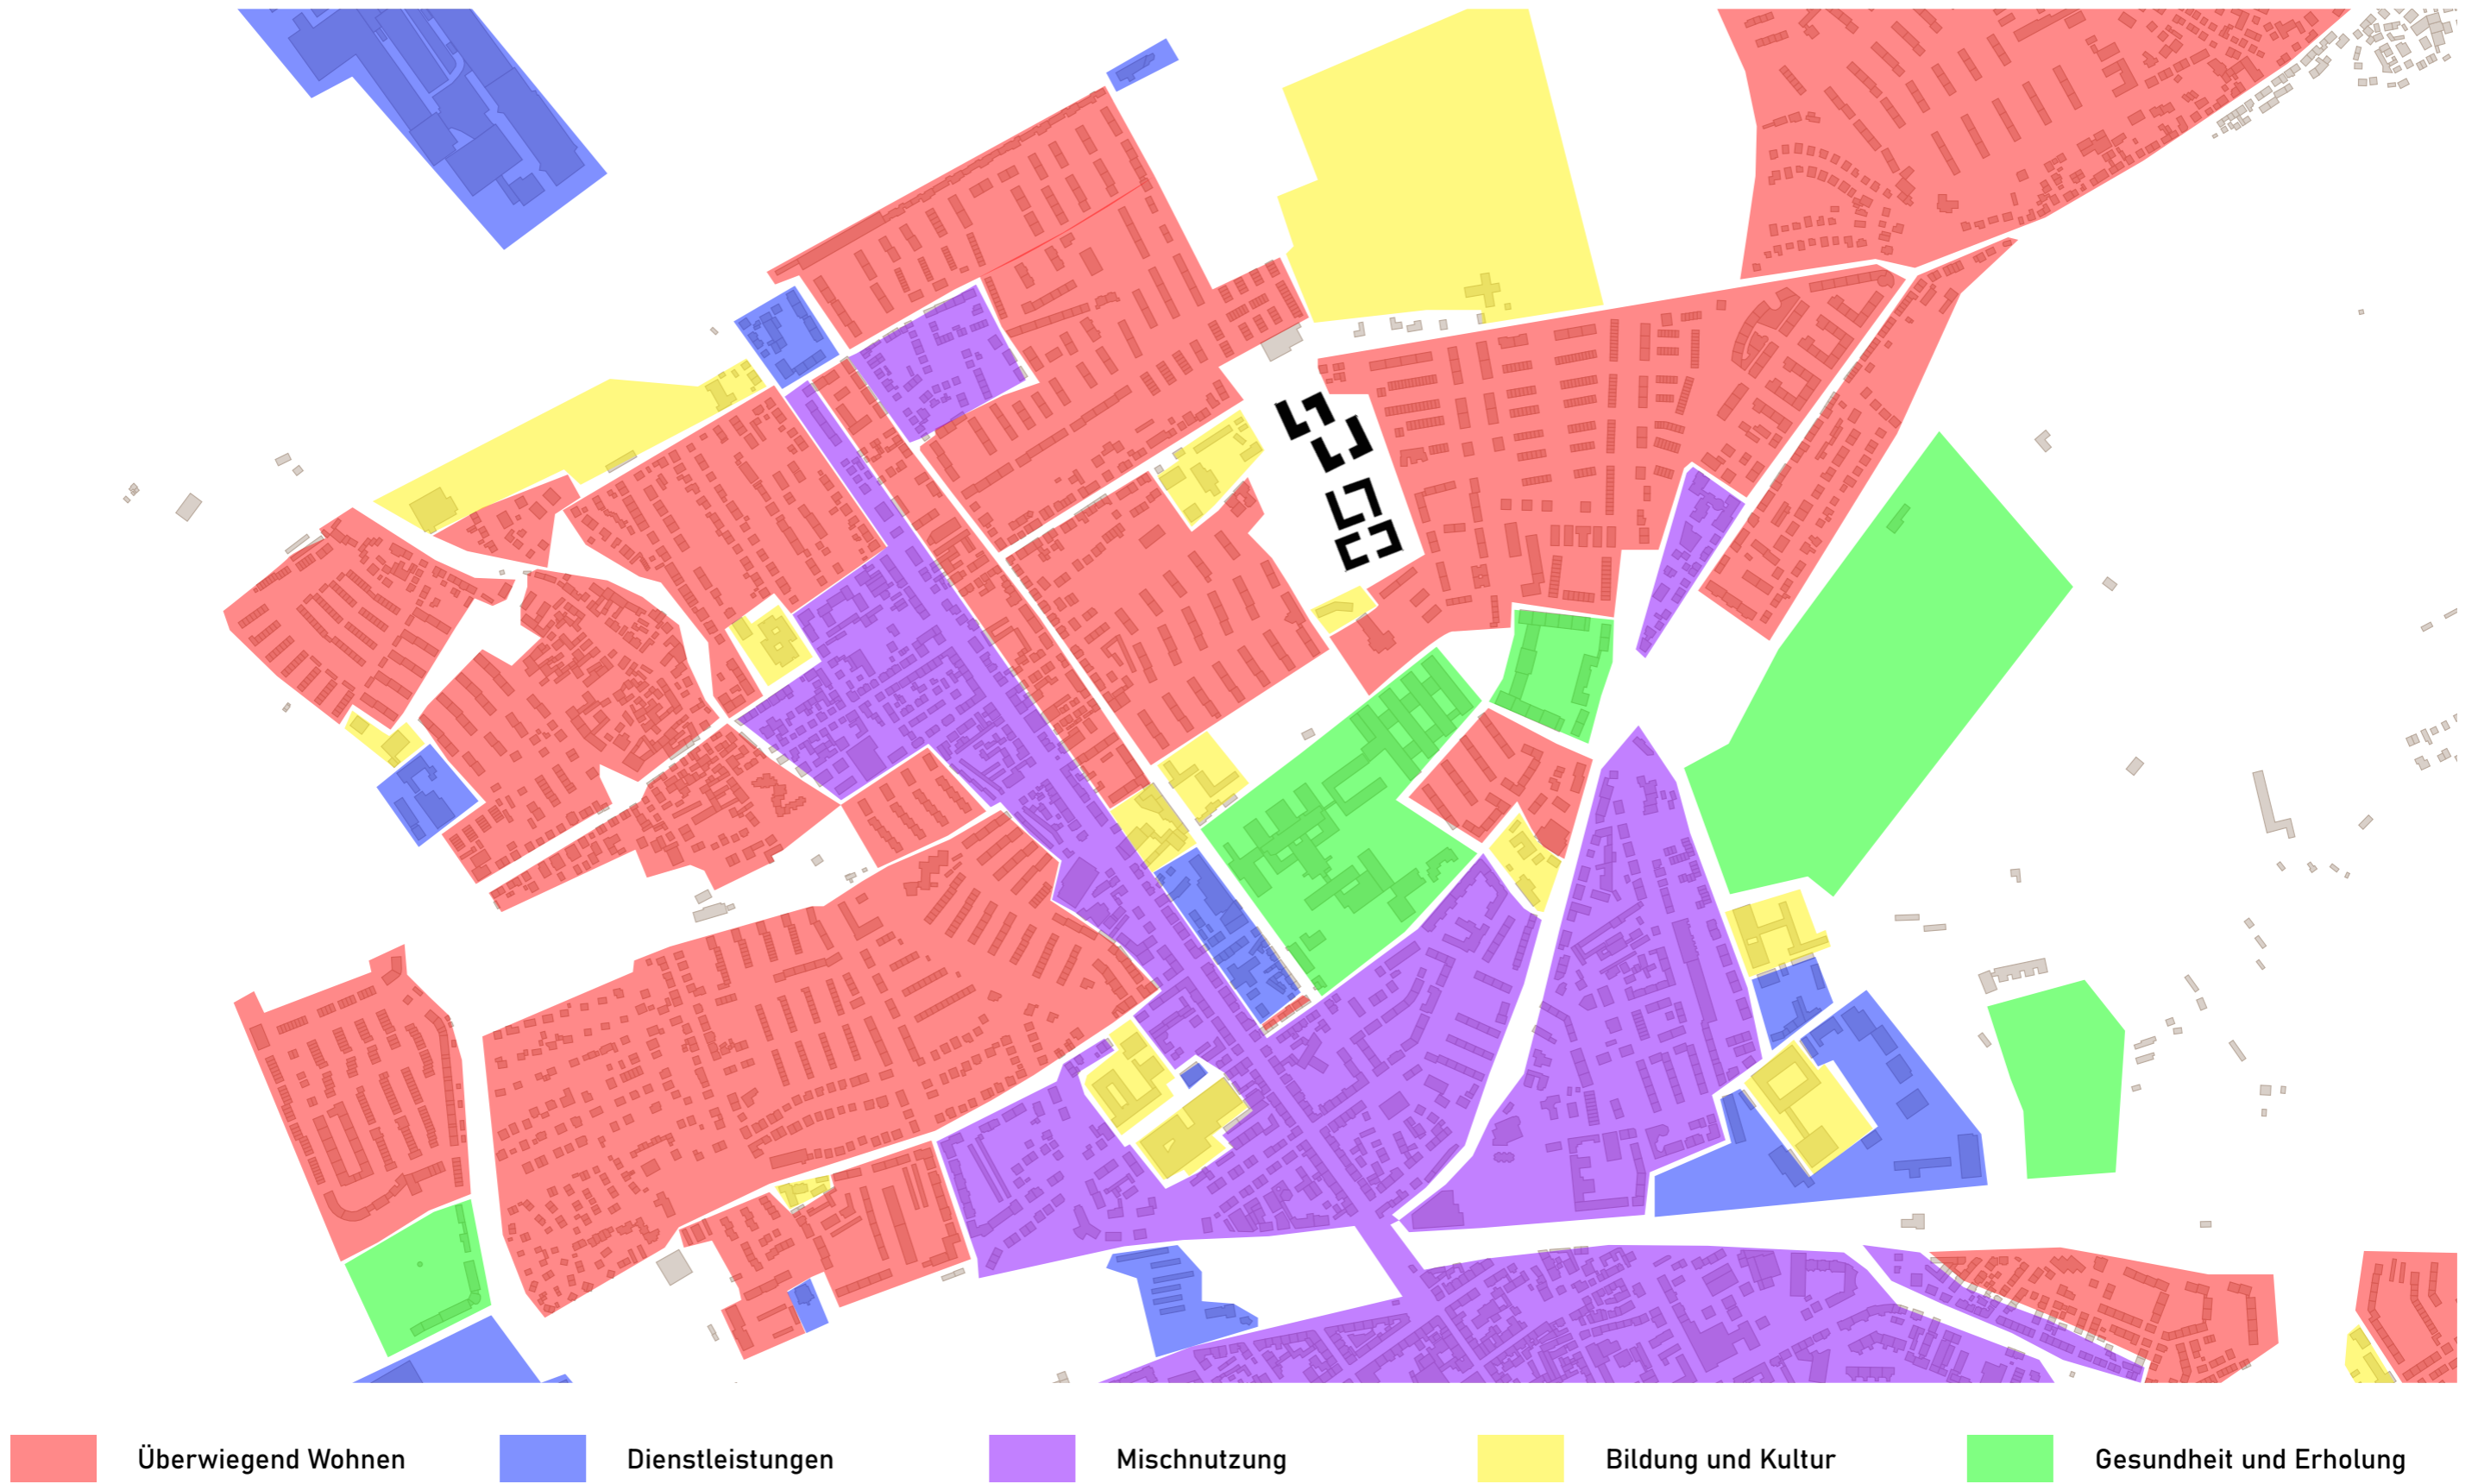 Überwiegend Wohnen
Dienstleistungen
Mischnutzung
Bildung und Kultur
Gesundheit und Erholung